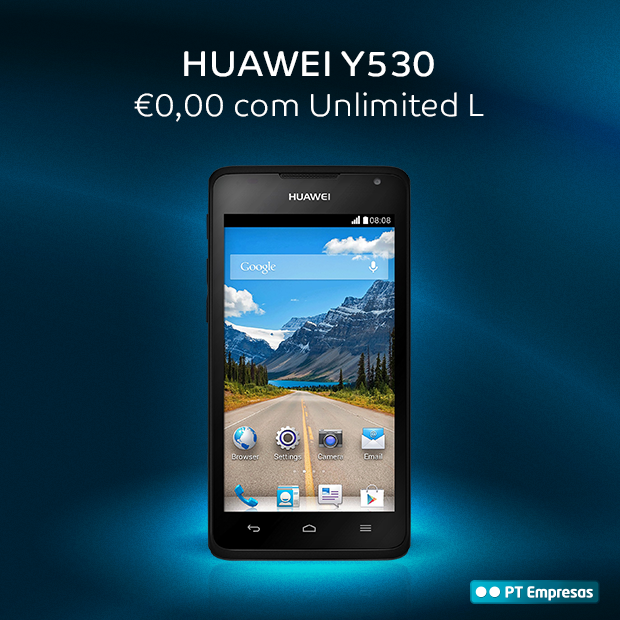 HUAWEI Y530
€0,00 com Unlimited L
HUAWEI
08:08
Google
Browser Settings Camera Email
PT Empresas